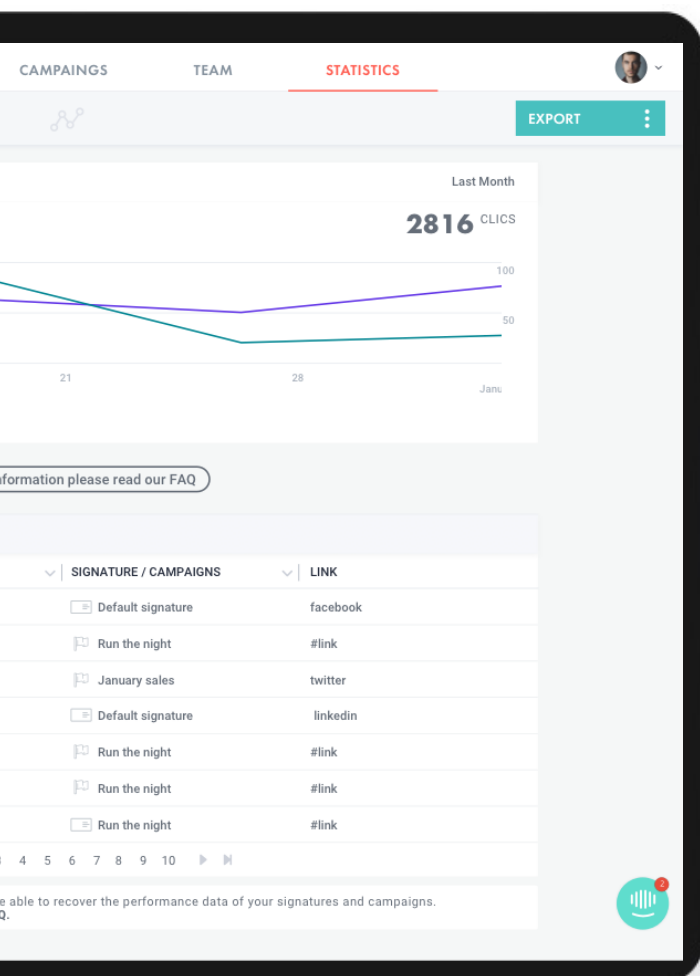 CAMPAINGS TEAM STATISTICS
EXPORT
Last Month
2816 CLICS
100
50
21 28
Janu
nformation please read our FAQ
SIGNATURE / CAMPAIGNS LINK
Default signature facebook
Run the night #link
January sales twitter
Default signature linkedin
Run the night #link
Run the night #link
Run the night #link
4 5 6 7 8 9 10
e able to recover the performance data of your signatures and campaigns.
Q.
2